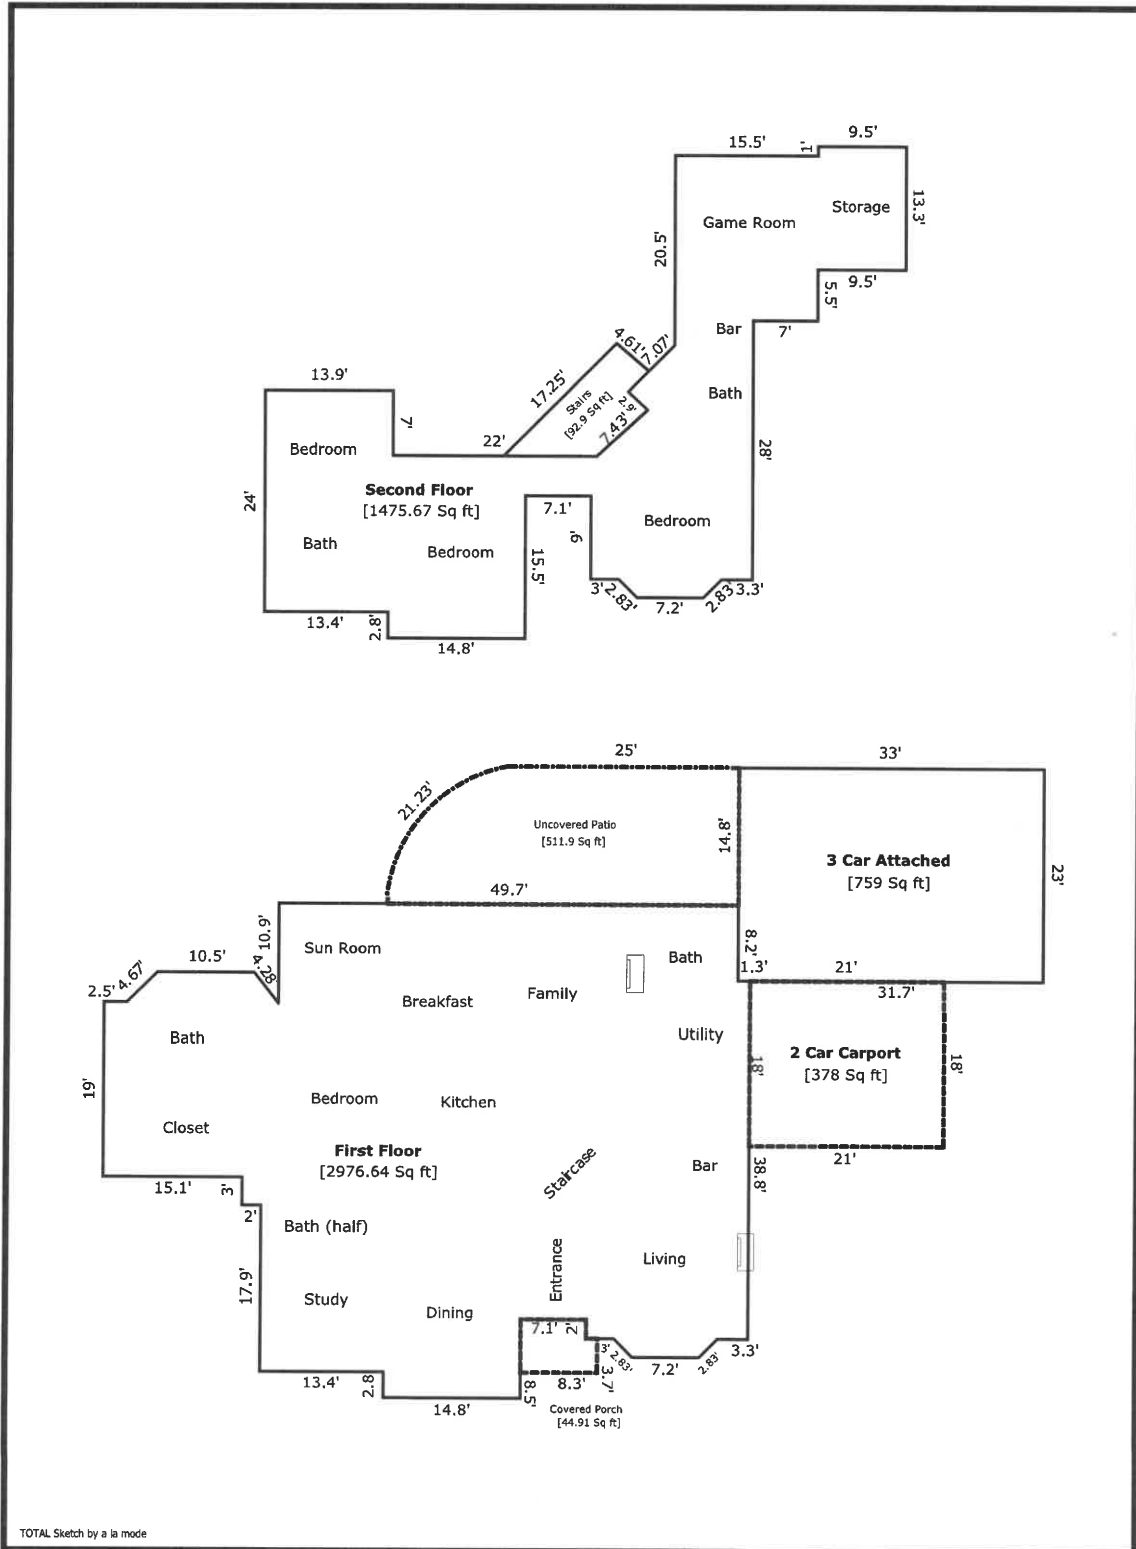 9.5'
15.5'
1'
Storage
13.3'
Game Room
20.5'
9.5'
5.5'
Bar
7'
4.61'
7.07'
13.9'
17.25'
Stairs
[92.9 Sq ft]
2.9'
Bath
7'
22'
7.43'
Bedroom
28'
24'
Second Floor
[1475.67 Sq ft]
7.1'
Bedroom
9'
Bath
Bedroom
15.5'
3'
2.83'
7.2'
2.83'
3.3'
13.4'
2.8'
14.8'
25'
33'
21.23'
Uncovered Patio
[511.9 Sq ft]
14.8'
3 Car Attached
[759 Sq ft]
23'
49.7'
10.9'
Sun Room
8.2'
Bath
10.5'
4.28
4.67'
2.5'
1.3'
21'
31.7'
Breakfast
Family
Bath
Utility
2 Car Carport
[378 Sq ft]
18'
18'
19'
Bedroom
Kitchen
Closet
First Floor
[2976.64 Sq ft]
Staircase
Bar
21'
38.8'
15.1'
3'
2'
Bath (half)
Entrance
Living
17.9'
Study
Dining
7.1'
2'
3'
2.83'
7.2'
2.83'
3.3'
13.4'
2.8
8.5'
8.3'
3.7'
14.8'
Covered Porch
[44.91 Sq ft]
TOTAL Sketch by a la mode